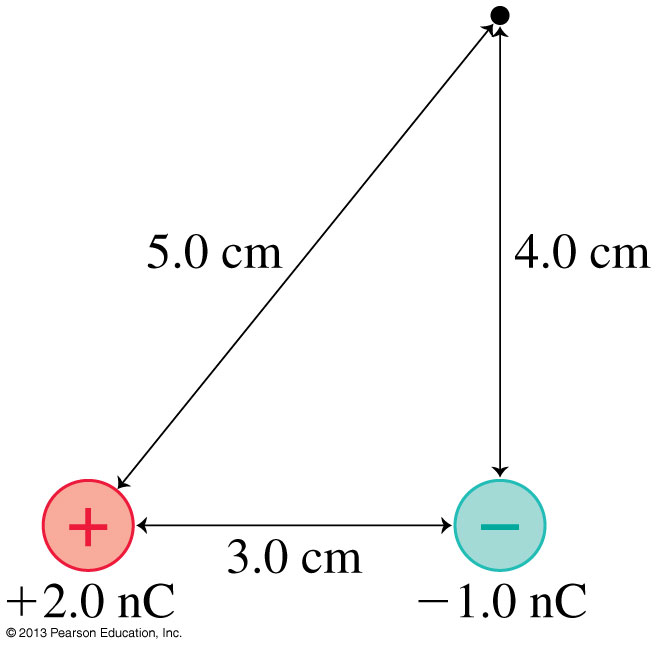 5.0 cm
4.0 cm
+
−
3.0 cm
+2.0 nC
−1.0 nC
© 2013 Pearson Education, Inc.